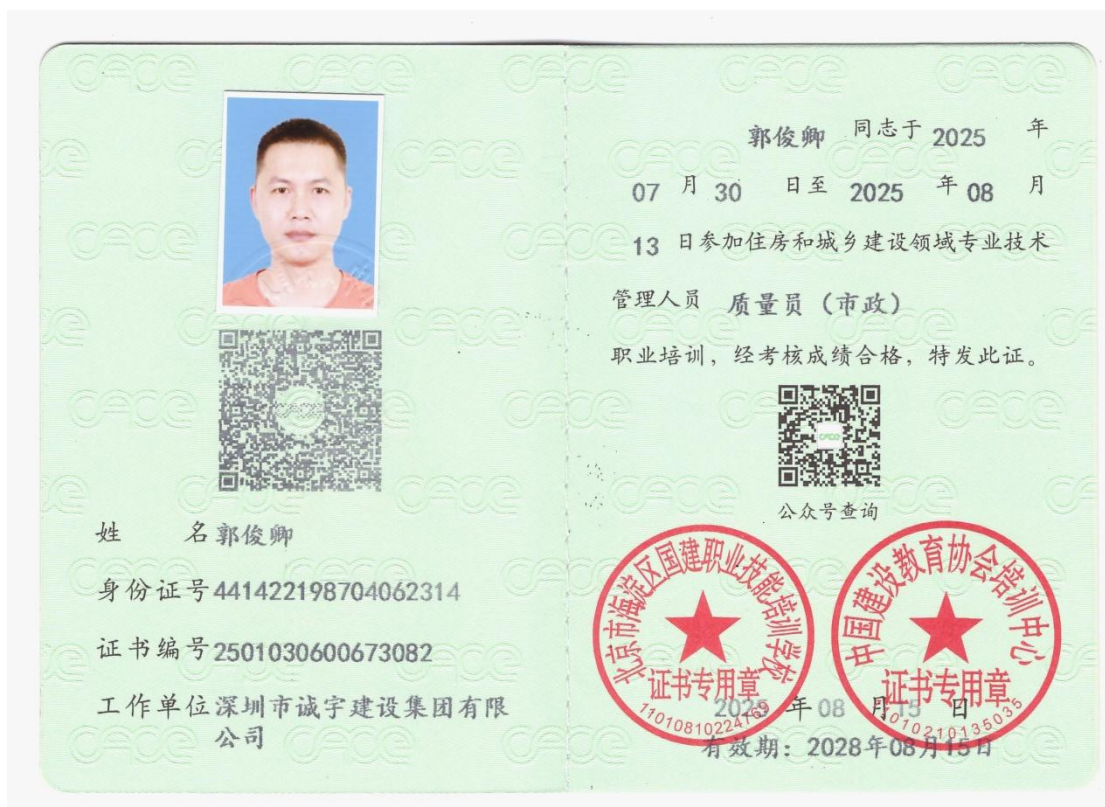 姓 名 郭俊卿
身份证号 441422198704062314
证书编号 2501030600673082
工作单位 深圳市诚宇建设集团有限
公司
郭俊卿 同志于 2025 年
07 月 30 日至 2025 年 08 月
13 日参加住房和城乡建设领域专业技术
管理人员 质量员（市政）
职业培训，经考核成绩合格，特发此证。
公众号查询
北京市海淀区国建职业技能培训学校
证书专用章
中国建设教育协会培训中心
证书专用章
2025 年 08 月 15 日
有效期：2028年08月15日